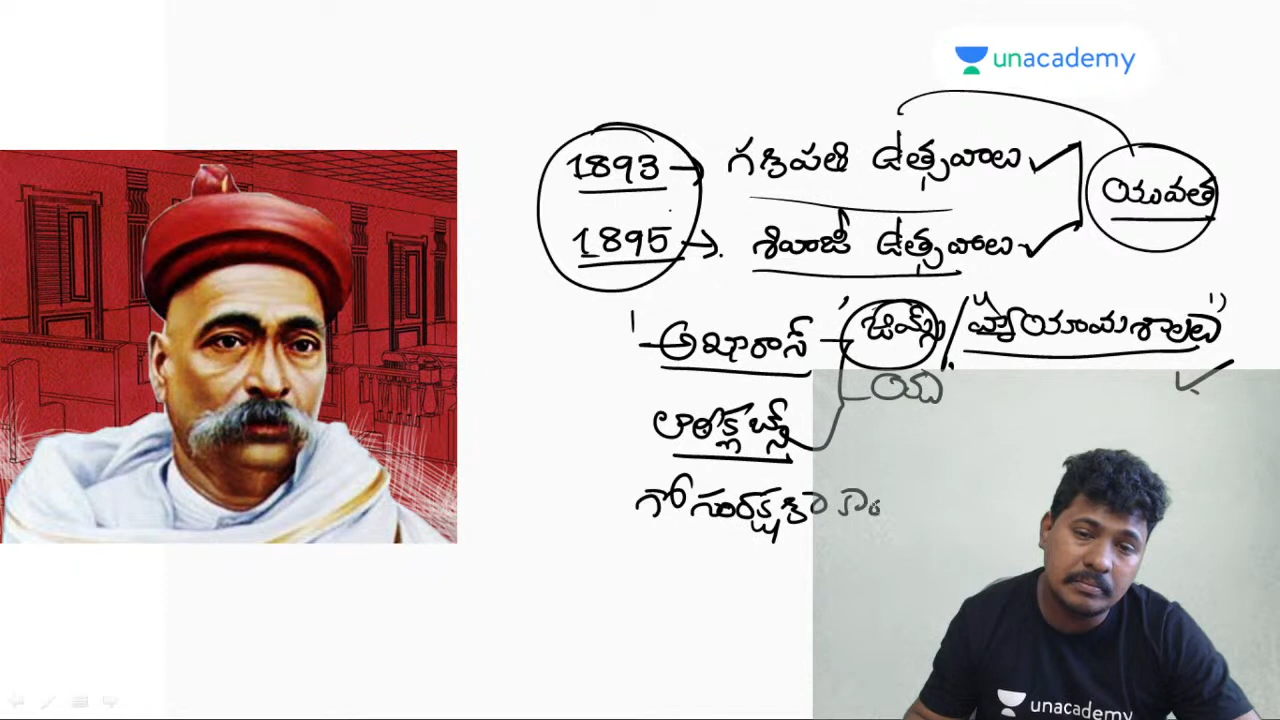 unacademy
1893 → గణపతి ఉత్సవాలు
యువత
1895 → శివాజీ ఉత్సవాలు
అఖారాస్ - జిమ్స్ / వ్యాయామశాలలు
లాఠీక్లబ్స్
గో సంరక్షణా
unacademy